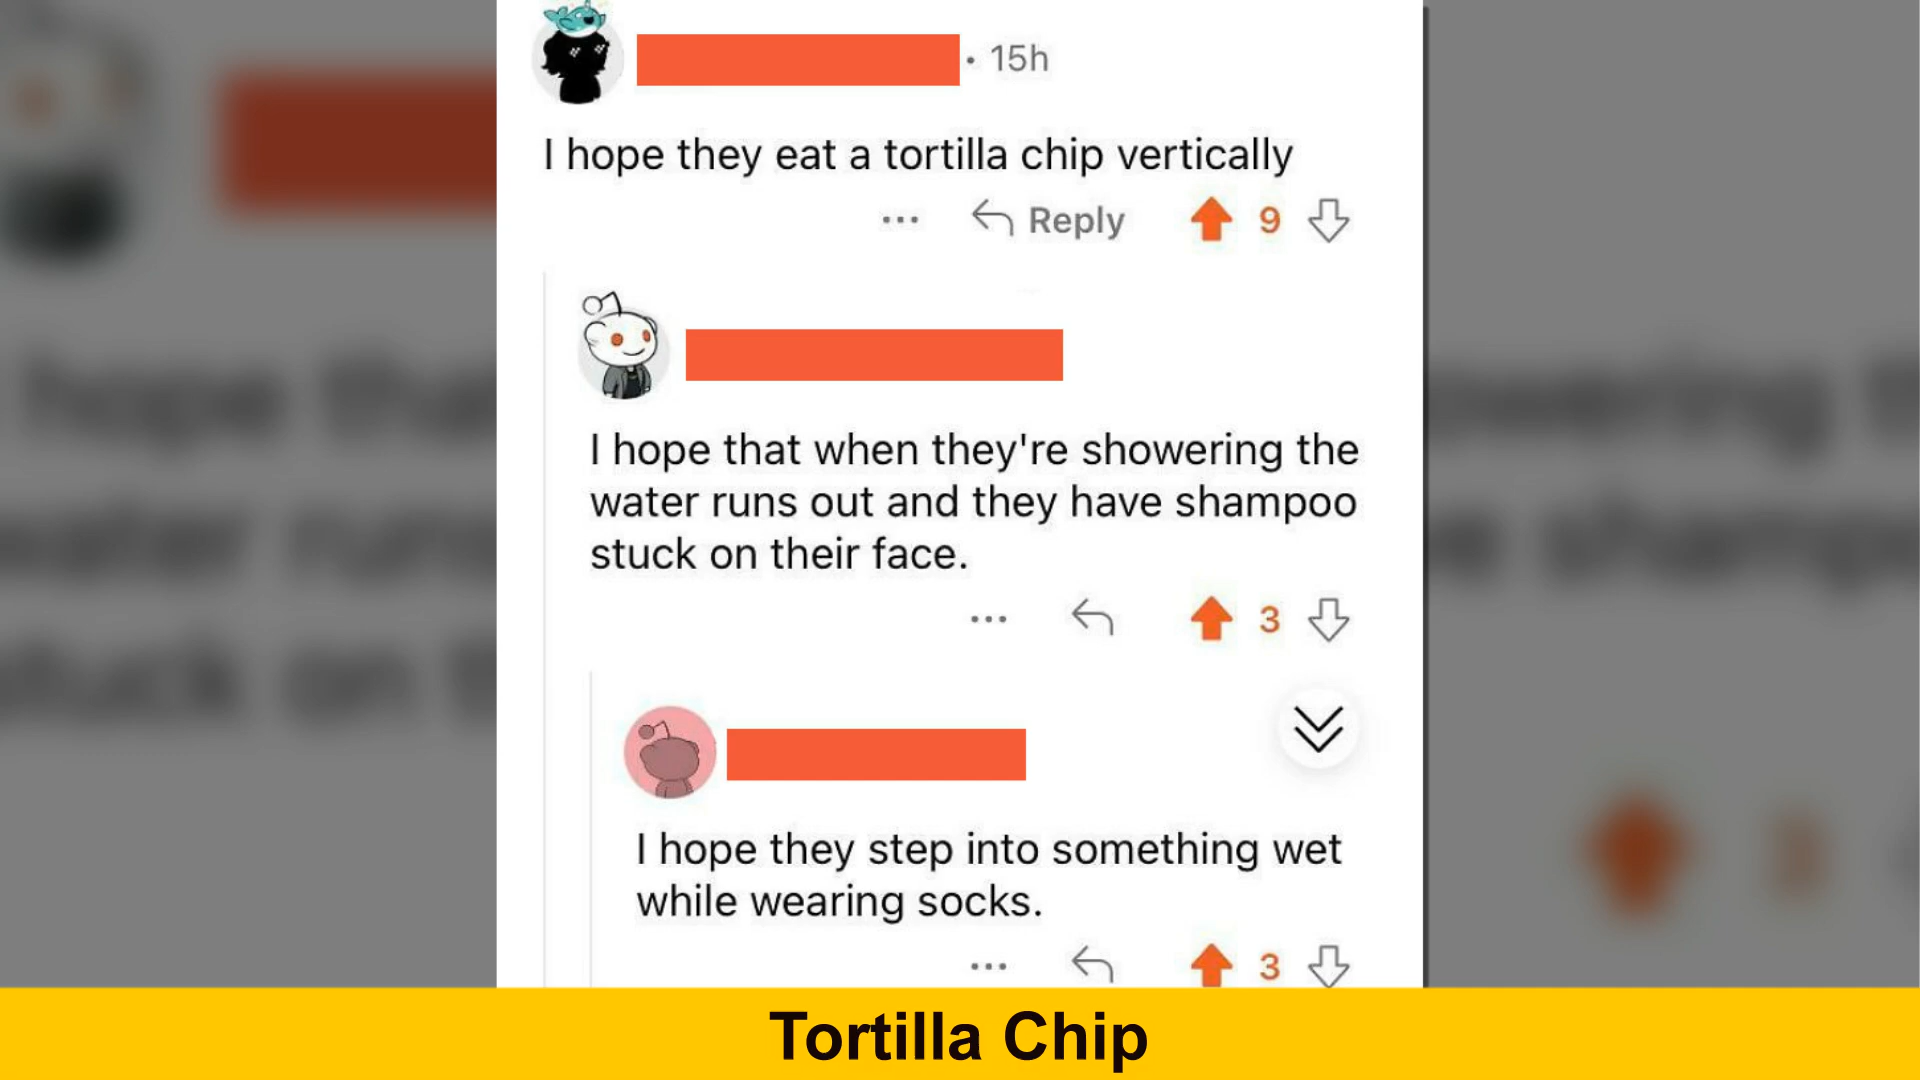 • 15h
I hope they eat a tortilla chip vertically
... Reply 9
I hope that when they're showering the
water runs out and they have shampoo
stuck on their face.
... 3
I hope they step into something wet
while wearing socks.
... 3
Tortilla Chip